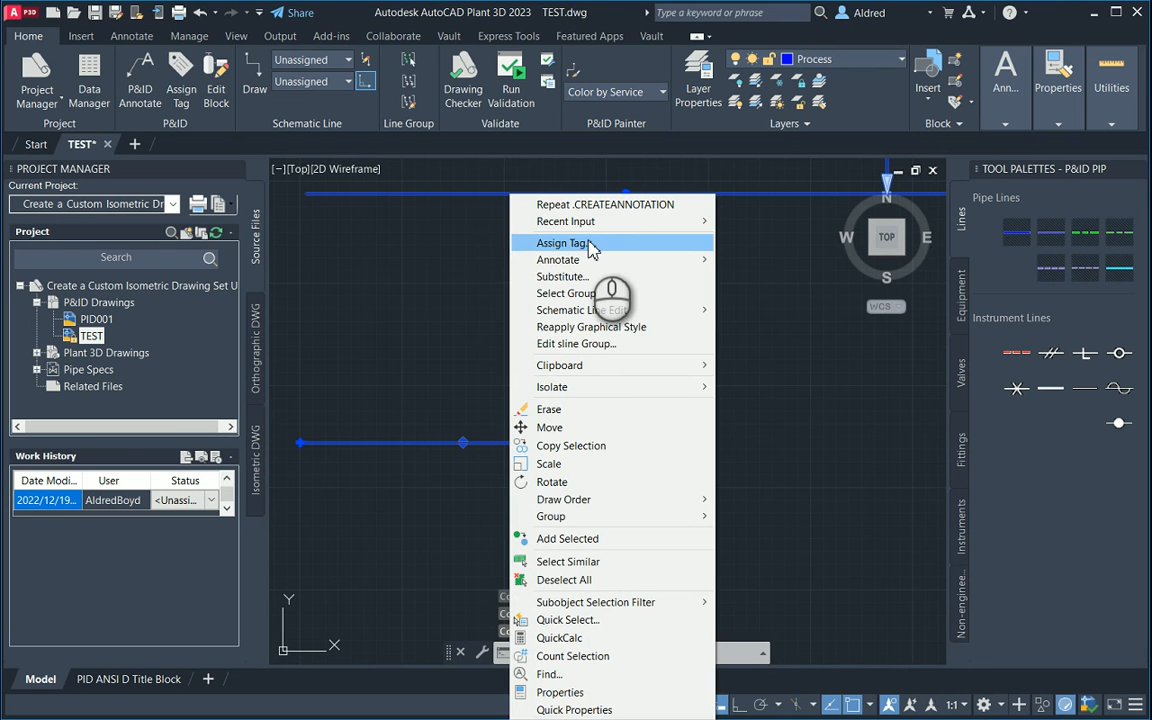 A P3D Share Autodesk AutoCAD Plant 3D 2023 TEST.dwg Type a keyword or phrase Aldred
Home Insert Annotate Manage View Output Add-ins Collaborate Vault Express Tools Featured Apps Vault
Project Manager Data Manager P&ID Annotate Assign Tag Edit Block Draw Unassigned Unassigned Drawing Checker Run Validation Color by Service Layer Properties Process Insert Ann... Properties Utilities
Project P&ID Schematic Line Line Group Validate P&ID Painter Layers Block
Start TEST*
PROJECT MANAGER
Current Project:
Create a Custom Isometric Dr
Project
Search
Create a Custom Isometric Drawing Set U
P&ID Drawings
PID001
TEST
Plant 3D Drawings
Pipe Specs
Related Files
Work History
Date Modi... User Status
2022/12/19... AldredBoyd <Unassi...
Source Files
Orthographic DWG
Isometric DWG
[−][Top][2D Wireframe]
N
W TOP E
S
WCS
Repeat .CREATEANNOTATION
Recent Input
Assign Tag
Annotate
Substitute...
Select Group
Schematic Line Edit
Reapply Graphical Style
Edit sline Group...
Clipboard
Isolate
Erase
Move
Copy Selection
Scale
Rotate
Draw Order
Group
Add Selected
Select Similar
Deselect All
Subobject Selection Filter
Quick Select...
QuickCalc
Count Selection
Find...
Properties
Quick Properties
Y
X
TOOL PALETTES - P&ID PIP
Pipe Lines
Instrument Lines
Lines
Equipment
Valves
Fittings
Instruments
Non-enginee...
Model PID ANSI D Title Block
1:1